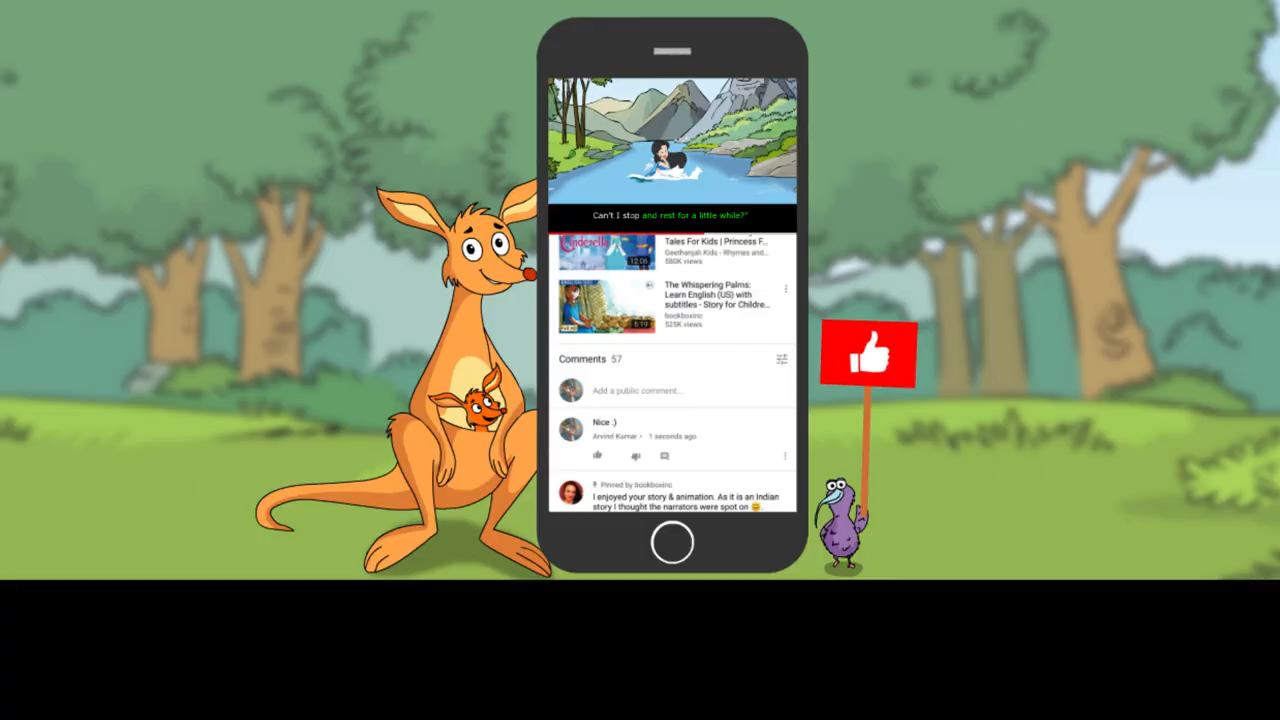 Can't I stop and rest for a little while?"
Cinderella
12:06
Tales For Kids | Princess F...
Geethanjali Kids - Rhymes and...
580K views
5:19
The Whispering Palms:
Learn English (US) with
subtitles - Story for Childre...
bookboxinc
525K views
Comments 57
Add a public comment...
Nice :)
Arvind Kumar • 1 seconds ago
Pinned by bookboxinc
I enjoyed your story & animation. As it is an Indian
story I thought the narrators were spot on 😊.